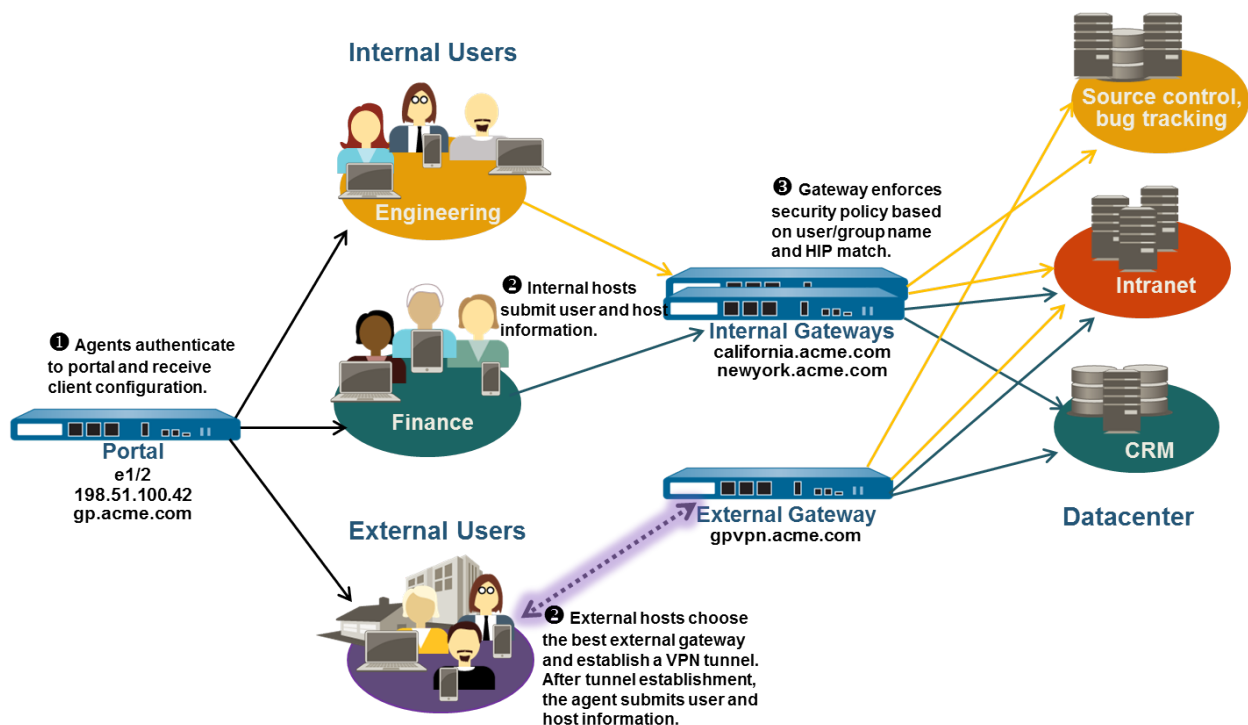 Internal Users
Engineering
Finance
❶ Agents authenticate
to portal and receive
client configuration.
Portal
e1/2
198.51.100.42
gp.acme.com
External Users
❷ Internal hosts
submit user and host
information.
❷ External hosts choose
the best external gateway
and establish a VPN tunnel.
After tunnel establishment,
the agent submits user and
host information.
❸ Gateway enforces
security policy based
on user/group name
and HIP match.
Internal Gateways
california.acme.com
newyork.acme.com
External Gateway
gpvpn.acme.com
Source control,
bug tracking
Intranet
CRM
Datacenter